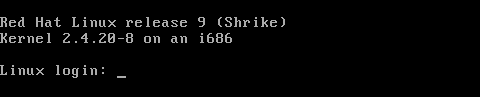 Red Hat Linux release 9 (Shrike)
Kernel 2.4.20-8 on an i686
Linux login: _